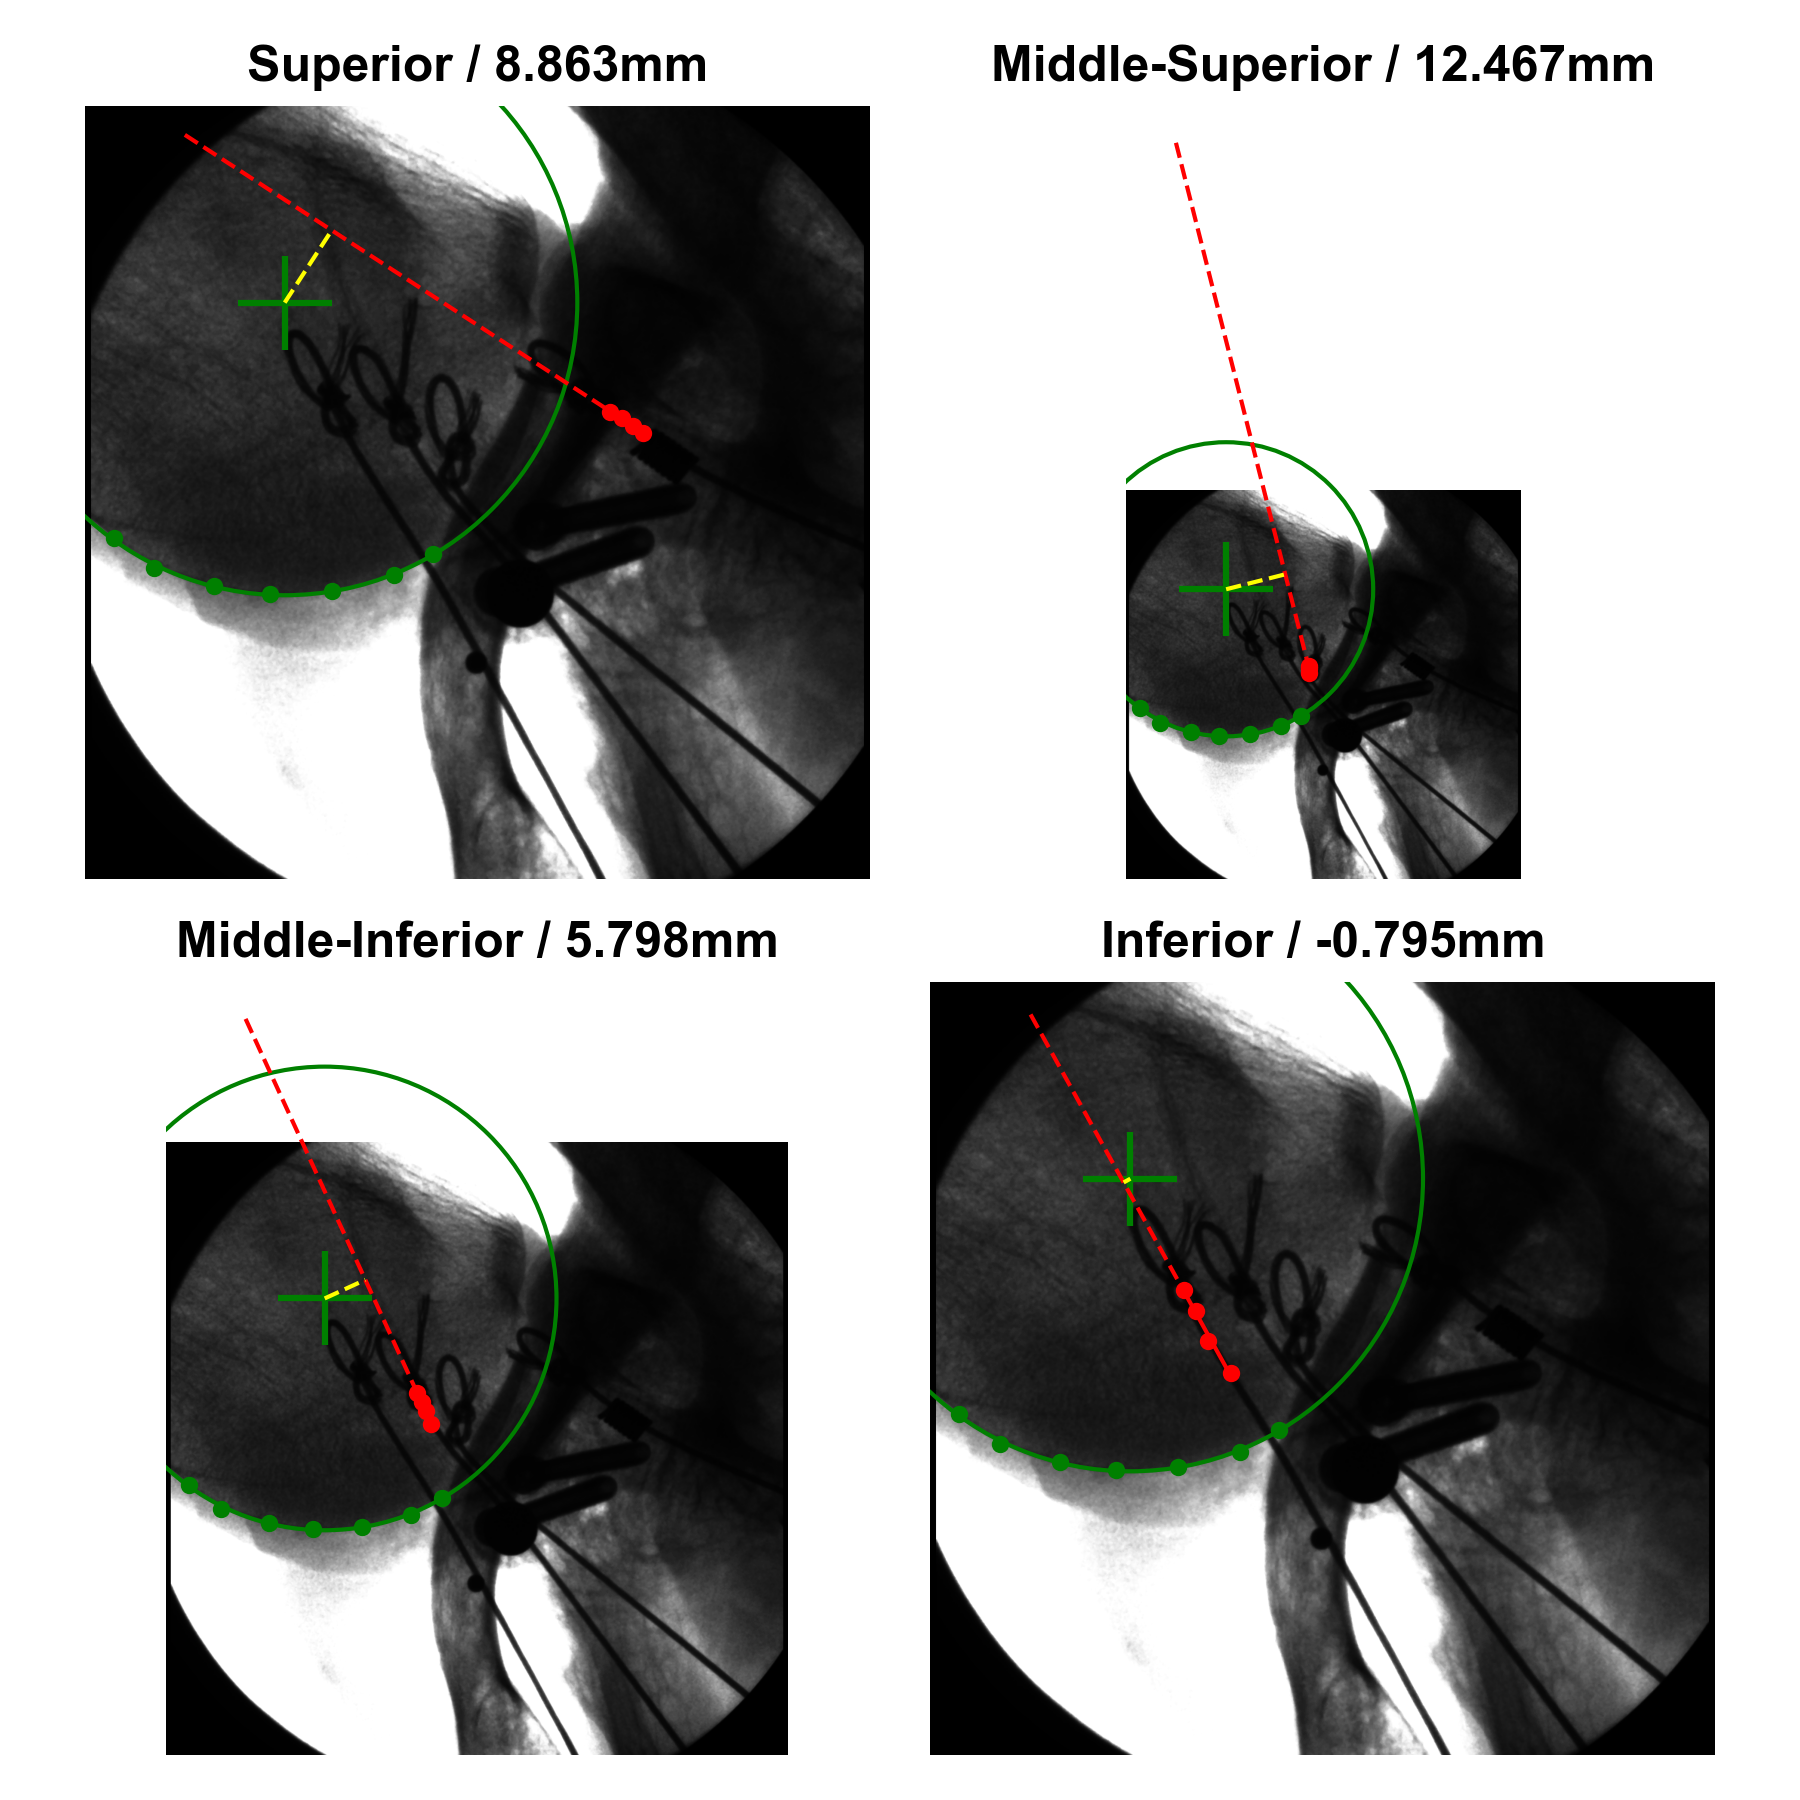 Superior / 8.863mm
Middle-Superior / 12.467mm
Middle-Inferior / 5.798mm
Inferior / -0.795mm